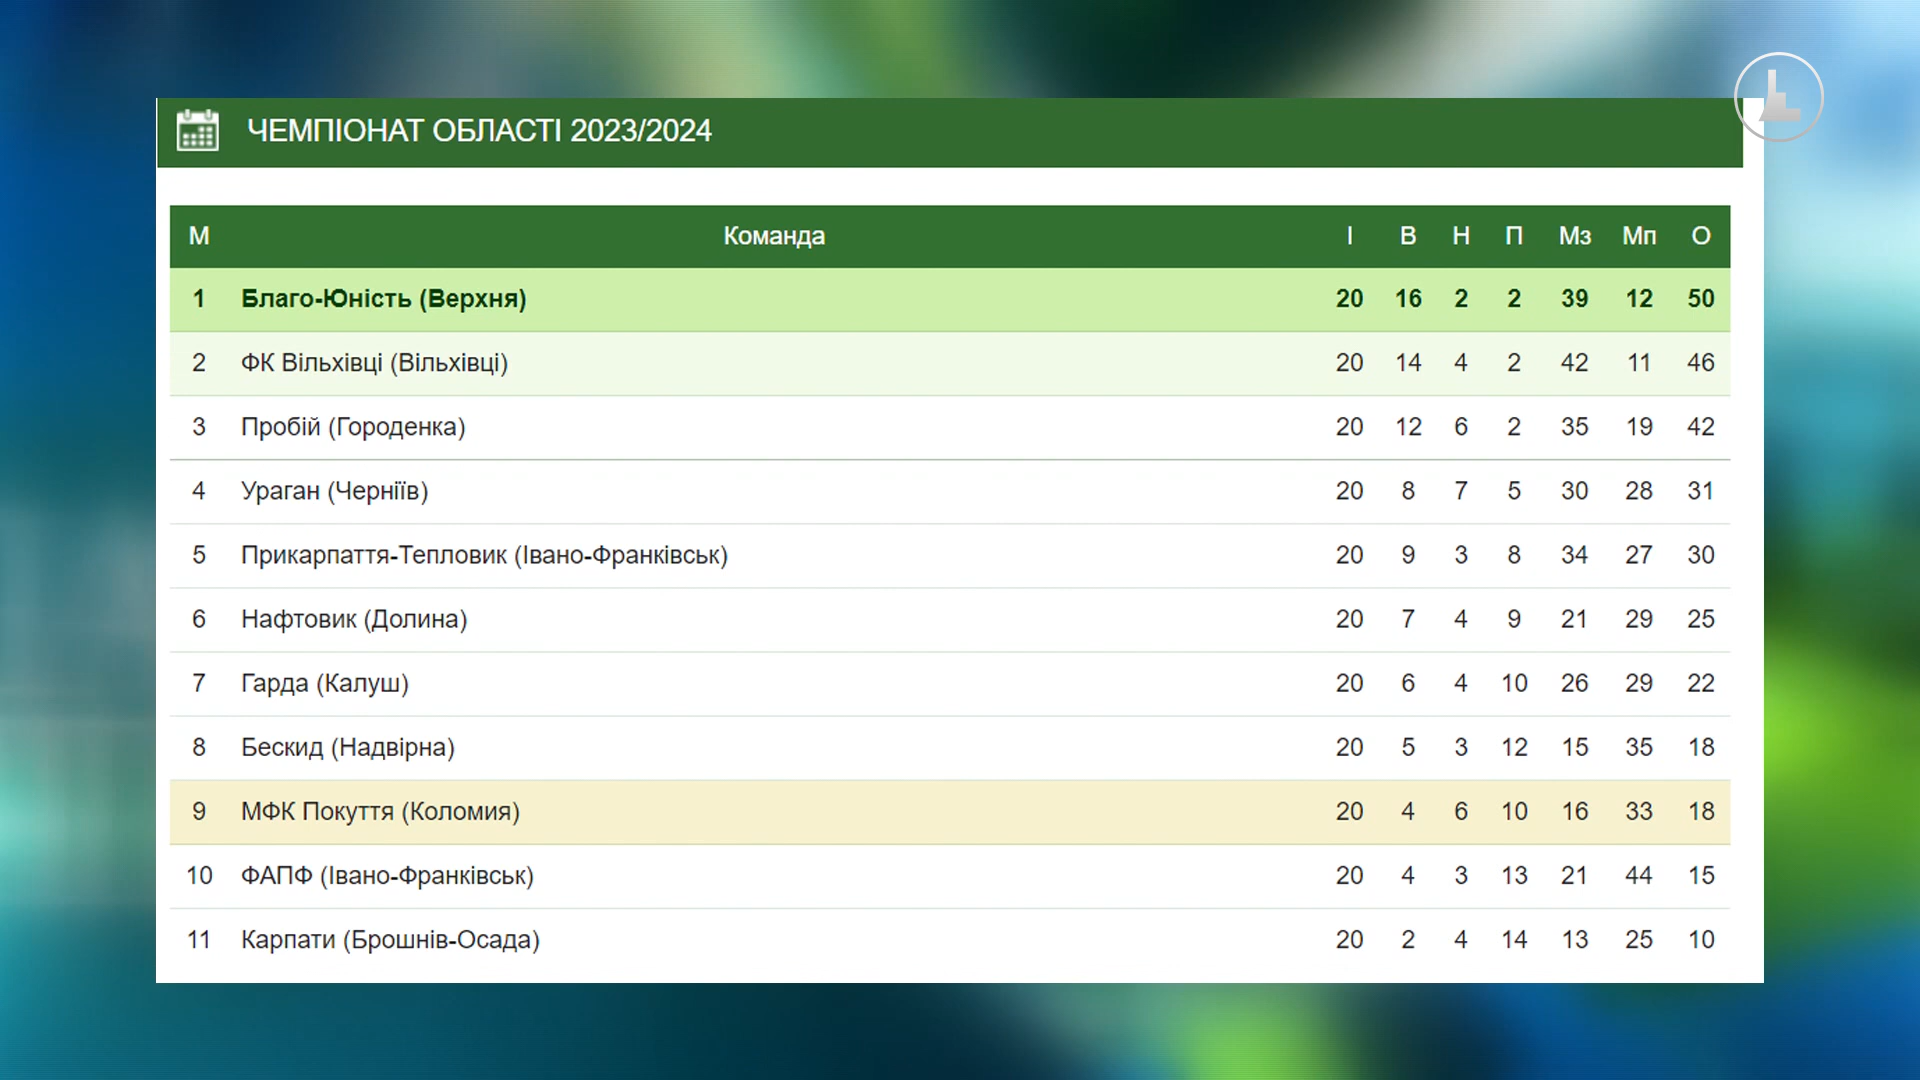 ЧЕМПІОНАТ ОБЛАСТІ 2023/2024
М Команда І В Н П Мз Мп О
1 Благо-Юність (Верхня) 20 16 2 2 39 12 50
2 ФК Вільхівці (Вільхівці) 20 14 4 2 42 11 46
3 Пробій (Городенка) 20 12 6 2 35 19 42
4 Ураган (Черніїв) 20 8 7 5 30 28 31
5 Прикарпаття-Тепловик (Івано-Франківськ) 20 9 3 8 34 27 30
6 Нафтовик (Долина) 20 7 4 9 21 29 25
7 Гарда (Калуш) 20 6 4 10 26 29 22
8 Бескид (Надвірна) 20 5 3 12 15 35 18
9 МФК Покуття (Коломия) 20 4 6 10 16 33 18
10 ФАПФ (Івано-Франківськ) 20 4 3 13 21 44 15
11 Карпати (Брошнів-Осада) 20 2 4 14 13 25 10